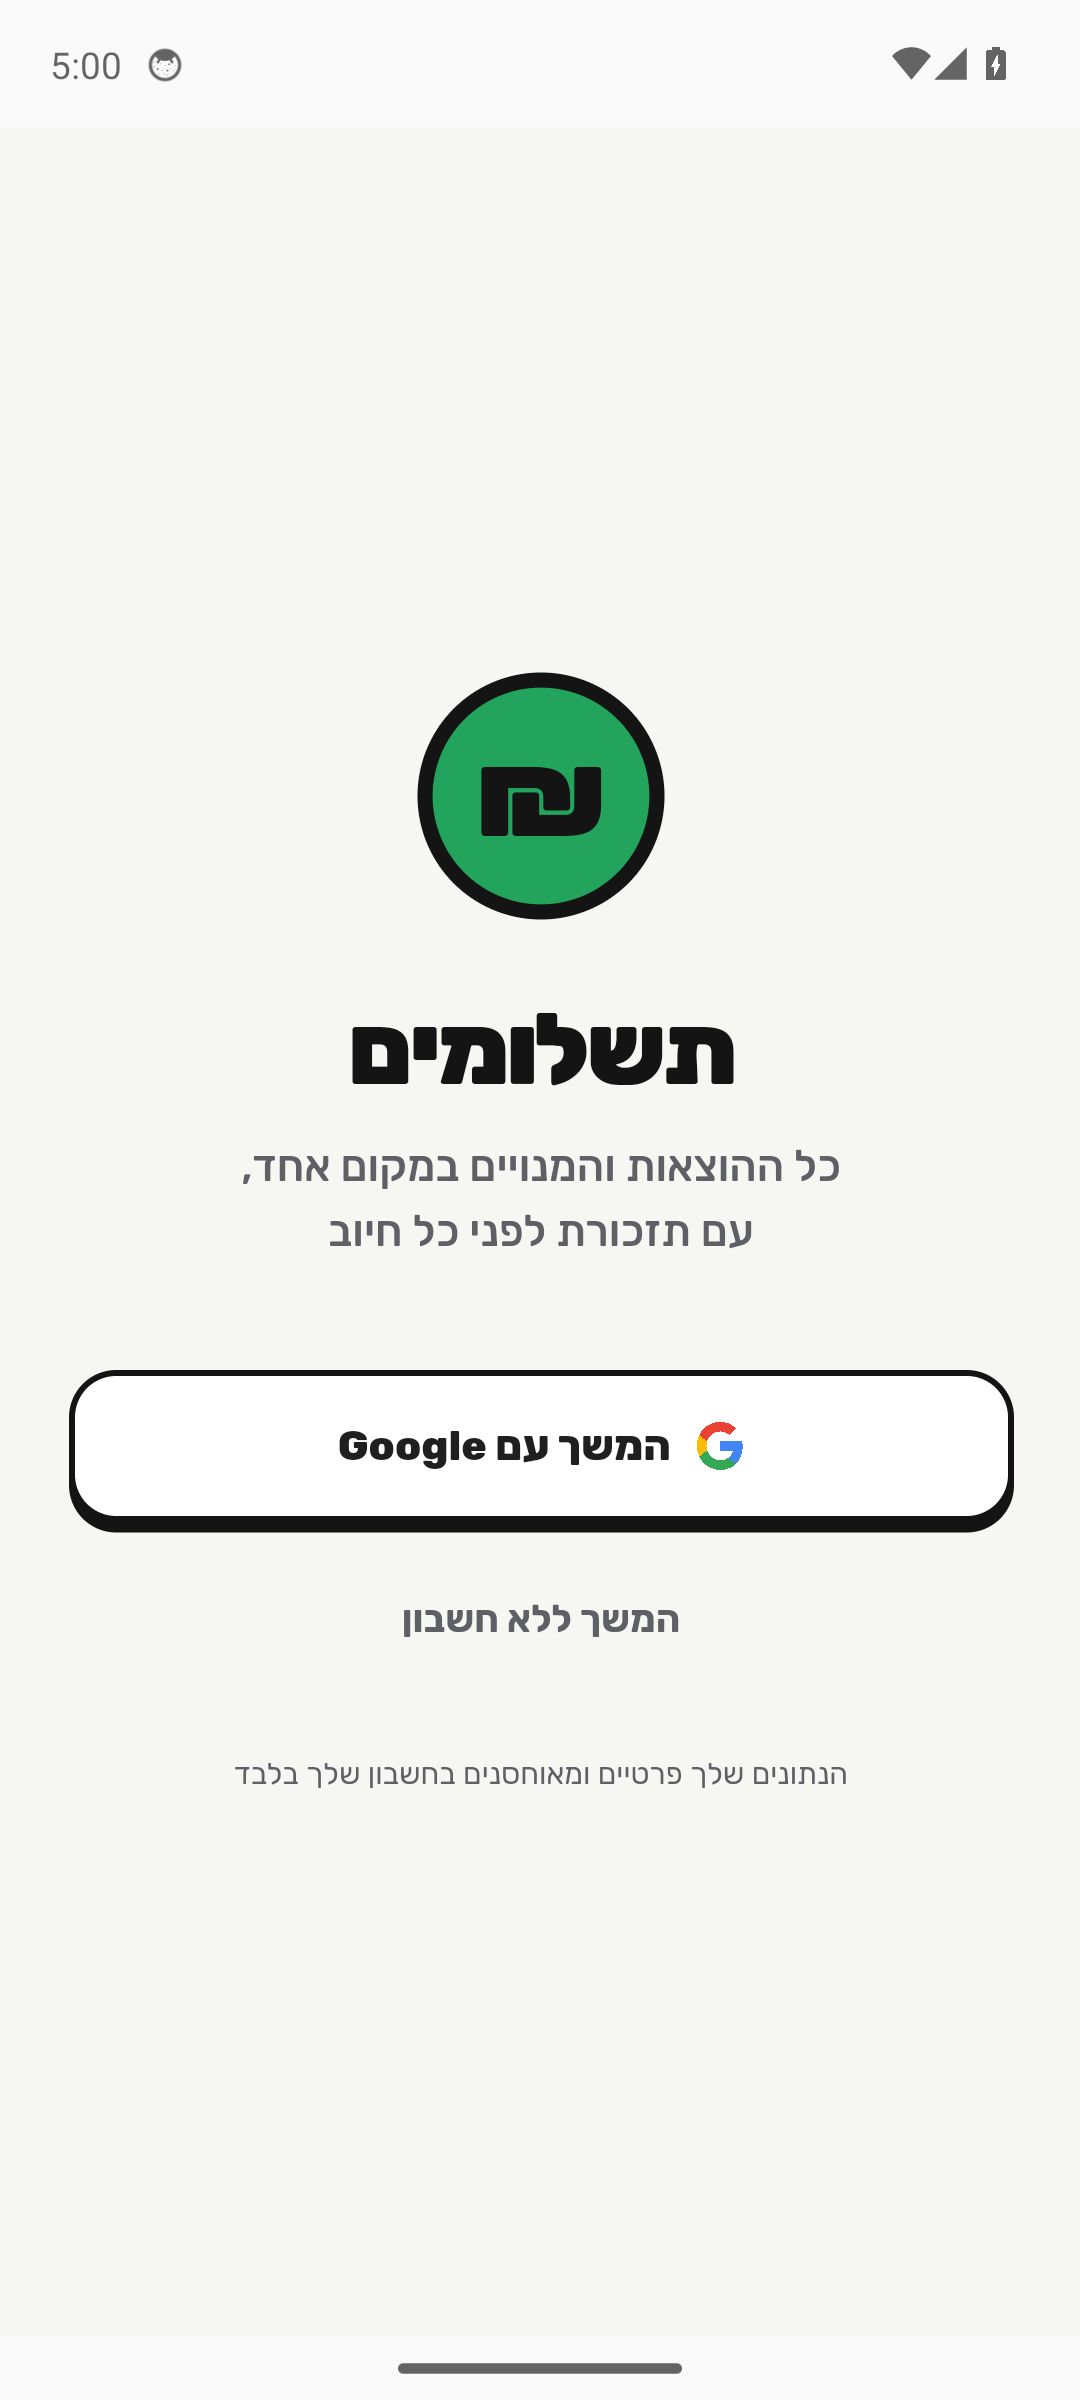 5:00
₪
תשלומים
כל ההוצאות והמנויים במקום אחד,
עם תזכורת לפני כל חיוב
המשך עם Google
המשך ללא חשבון
הנתונים שלך פרטיים ומאוחסנים בחשבון שלך בלבד